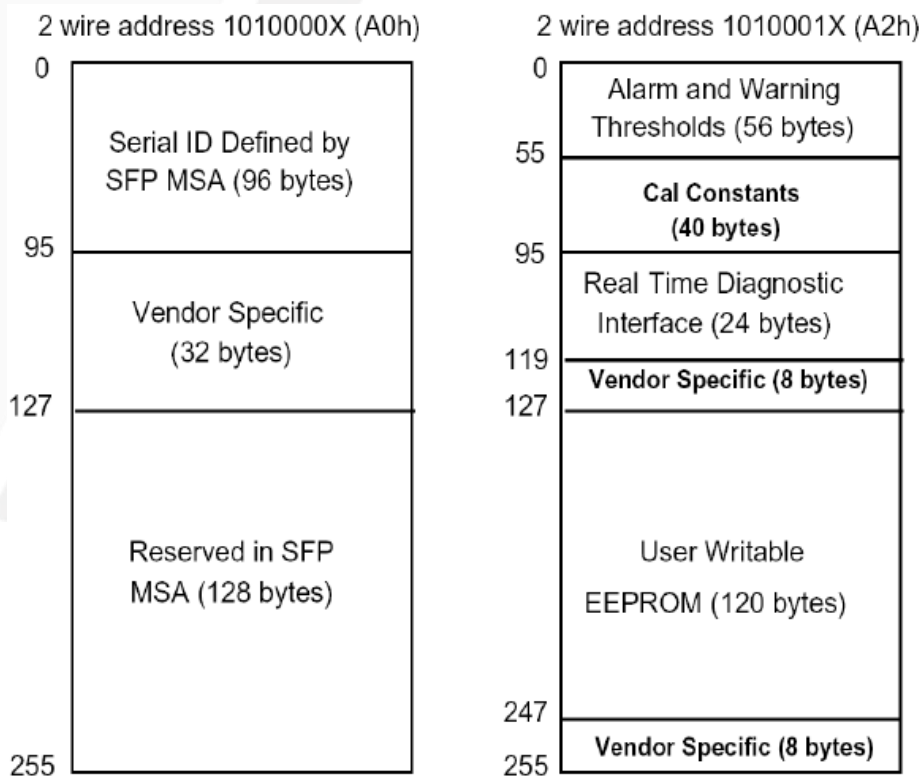 2 wire address 1010000X (A0h)
0
Serial ID Defined by
SFP MSA (96 bytes)
95
Vendor Specific
(32 bytes)
127
Reserved in SFP
MSA (128 bytes)
255
2 wire address 1010001X (A2h)
0
Alarm and Warning
Thresholds (56 bytes)
55
Cal Constants
(40 bytes)
95
Real Time Diagnostic
Interface (24 bytes)
119
Vendor Specific (8 bytes)
127
User Writable
EEPROM (120 bytes)
247
Vendor Specific (8 bytes)
255